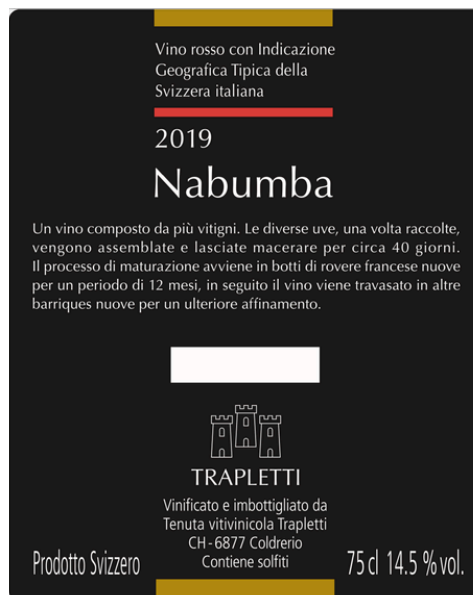 Vino rosso con Indicazione
Geografica Tipica della
Svizzera italiana
2019
Nabumba
Un vino composto da più vitigni. Le diverse uve, una volta raccolte,
vengono assemblate e lasciate macerare per circa 40 giorni.
Il processo di maturazione avviene in botti di rovere francese nuove
per un periodo di 12 mesi, in seguito il vino viene travasato in altre
barriques nuove per un ulteriore affinamento.
TRAPLETTI
Vinificato e imbottigliato da
Tenuta vitivinicola Trapletti
CH-6877 Coldrerio
Contiene solfiti
Prodotto Svizzero
75 cl 14.5 % vol.